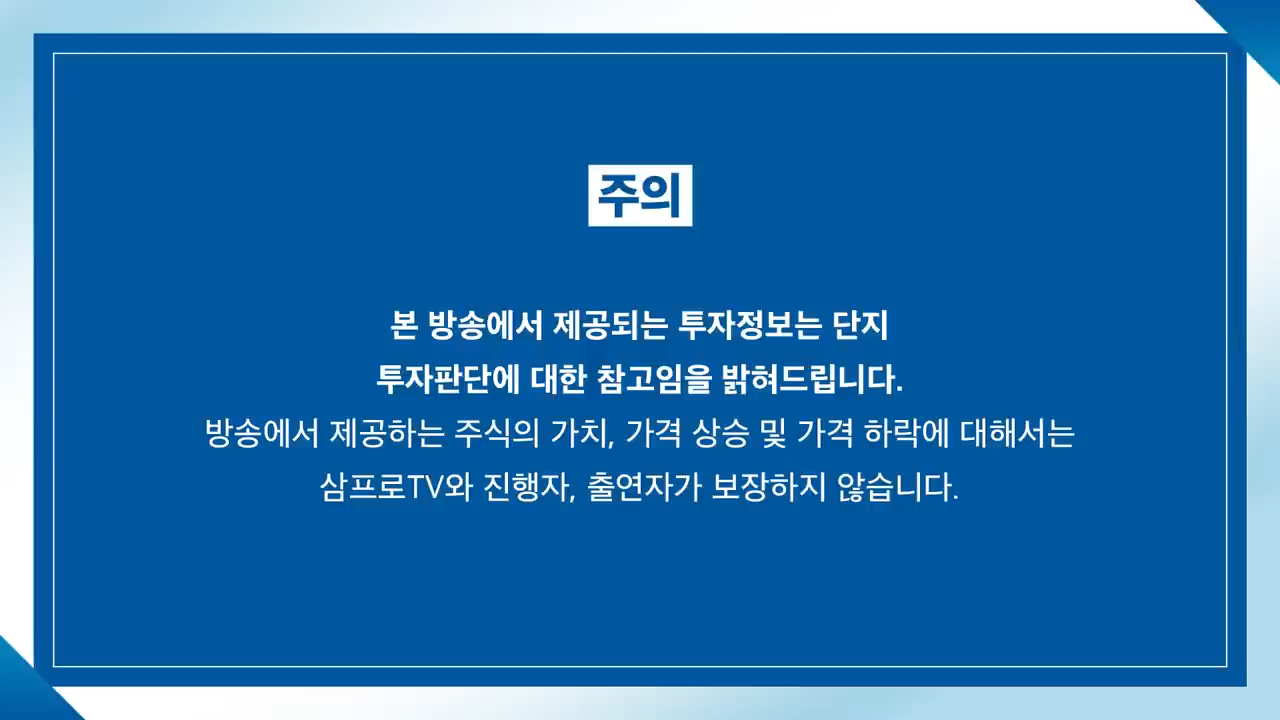 주의
본 방송에서 제공되는 투자정보는 단지
투자판단에 대한 참고임을 밝혀드립니다.
방송에서 제공하는 주식의 가치, 가격 상승 및 가격 하락에 대해서는
삼프로TV와 진행자, 출연자가 보장하지 않습니다.